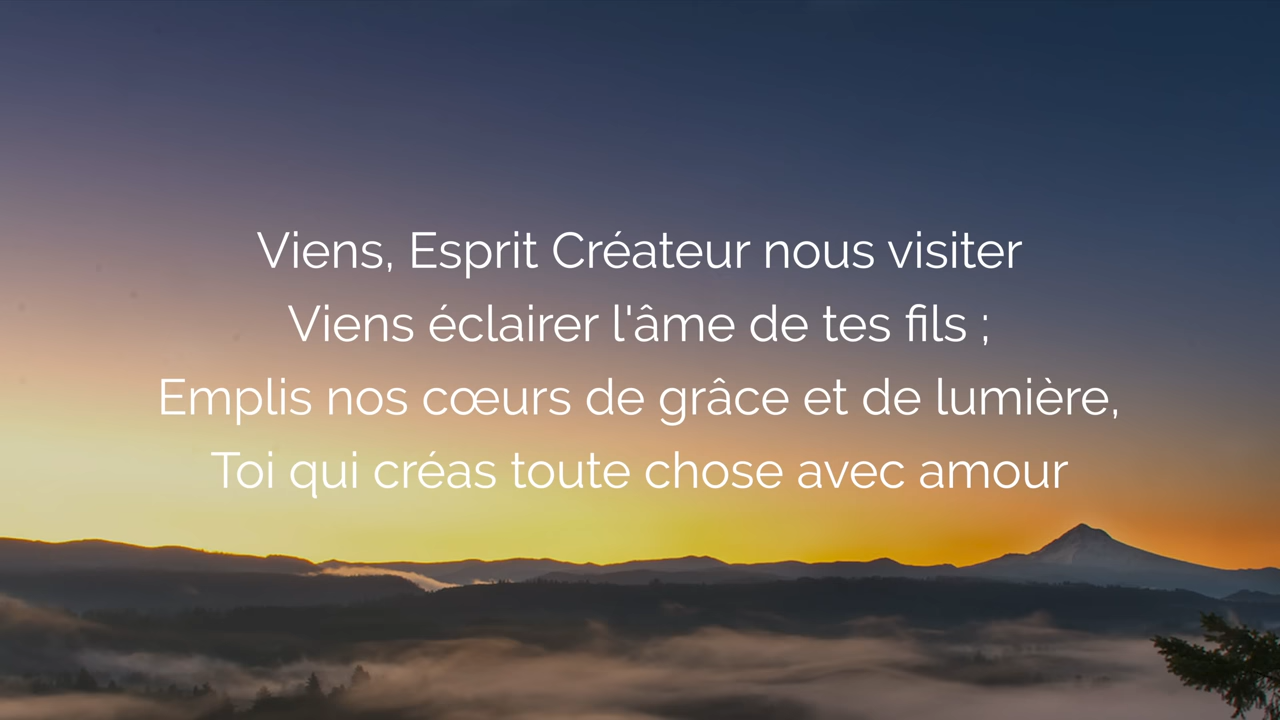 Viens, Esprit Créateur nous visiter
Viens éclairer l'âme de tes fils ;
Emplis nos cœurs de grâce et de lumière,
Toi qui créas toute chose avec amour